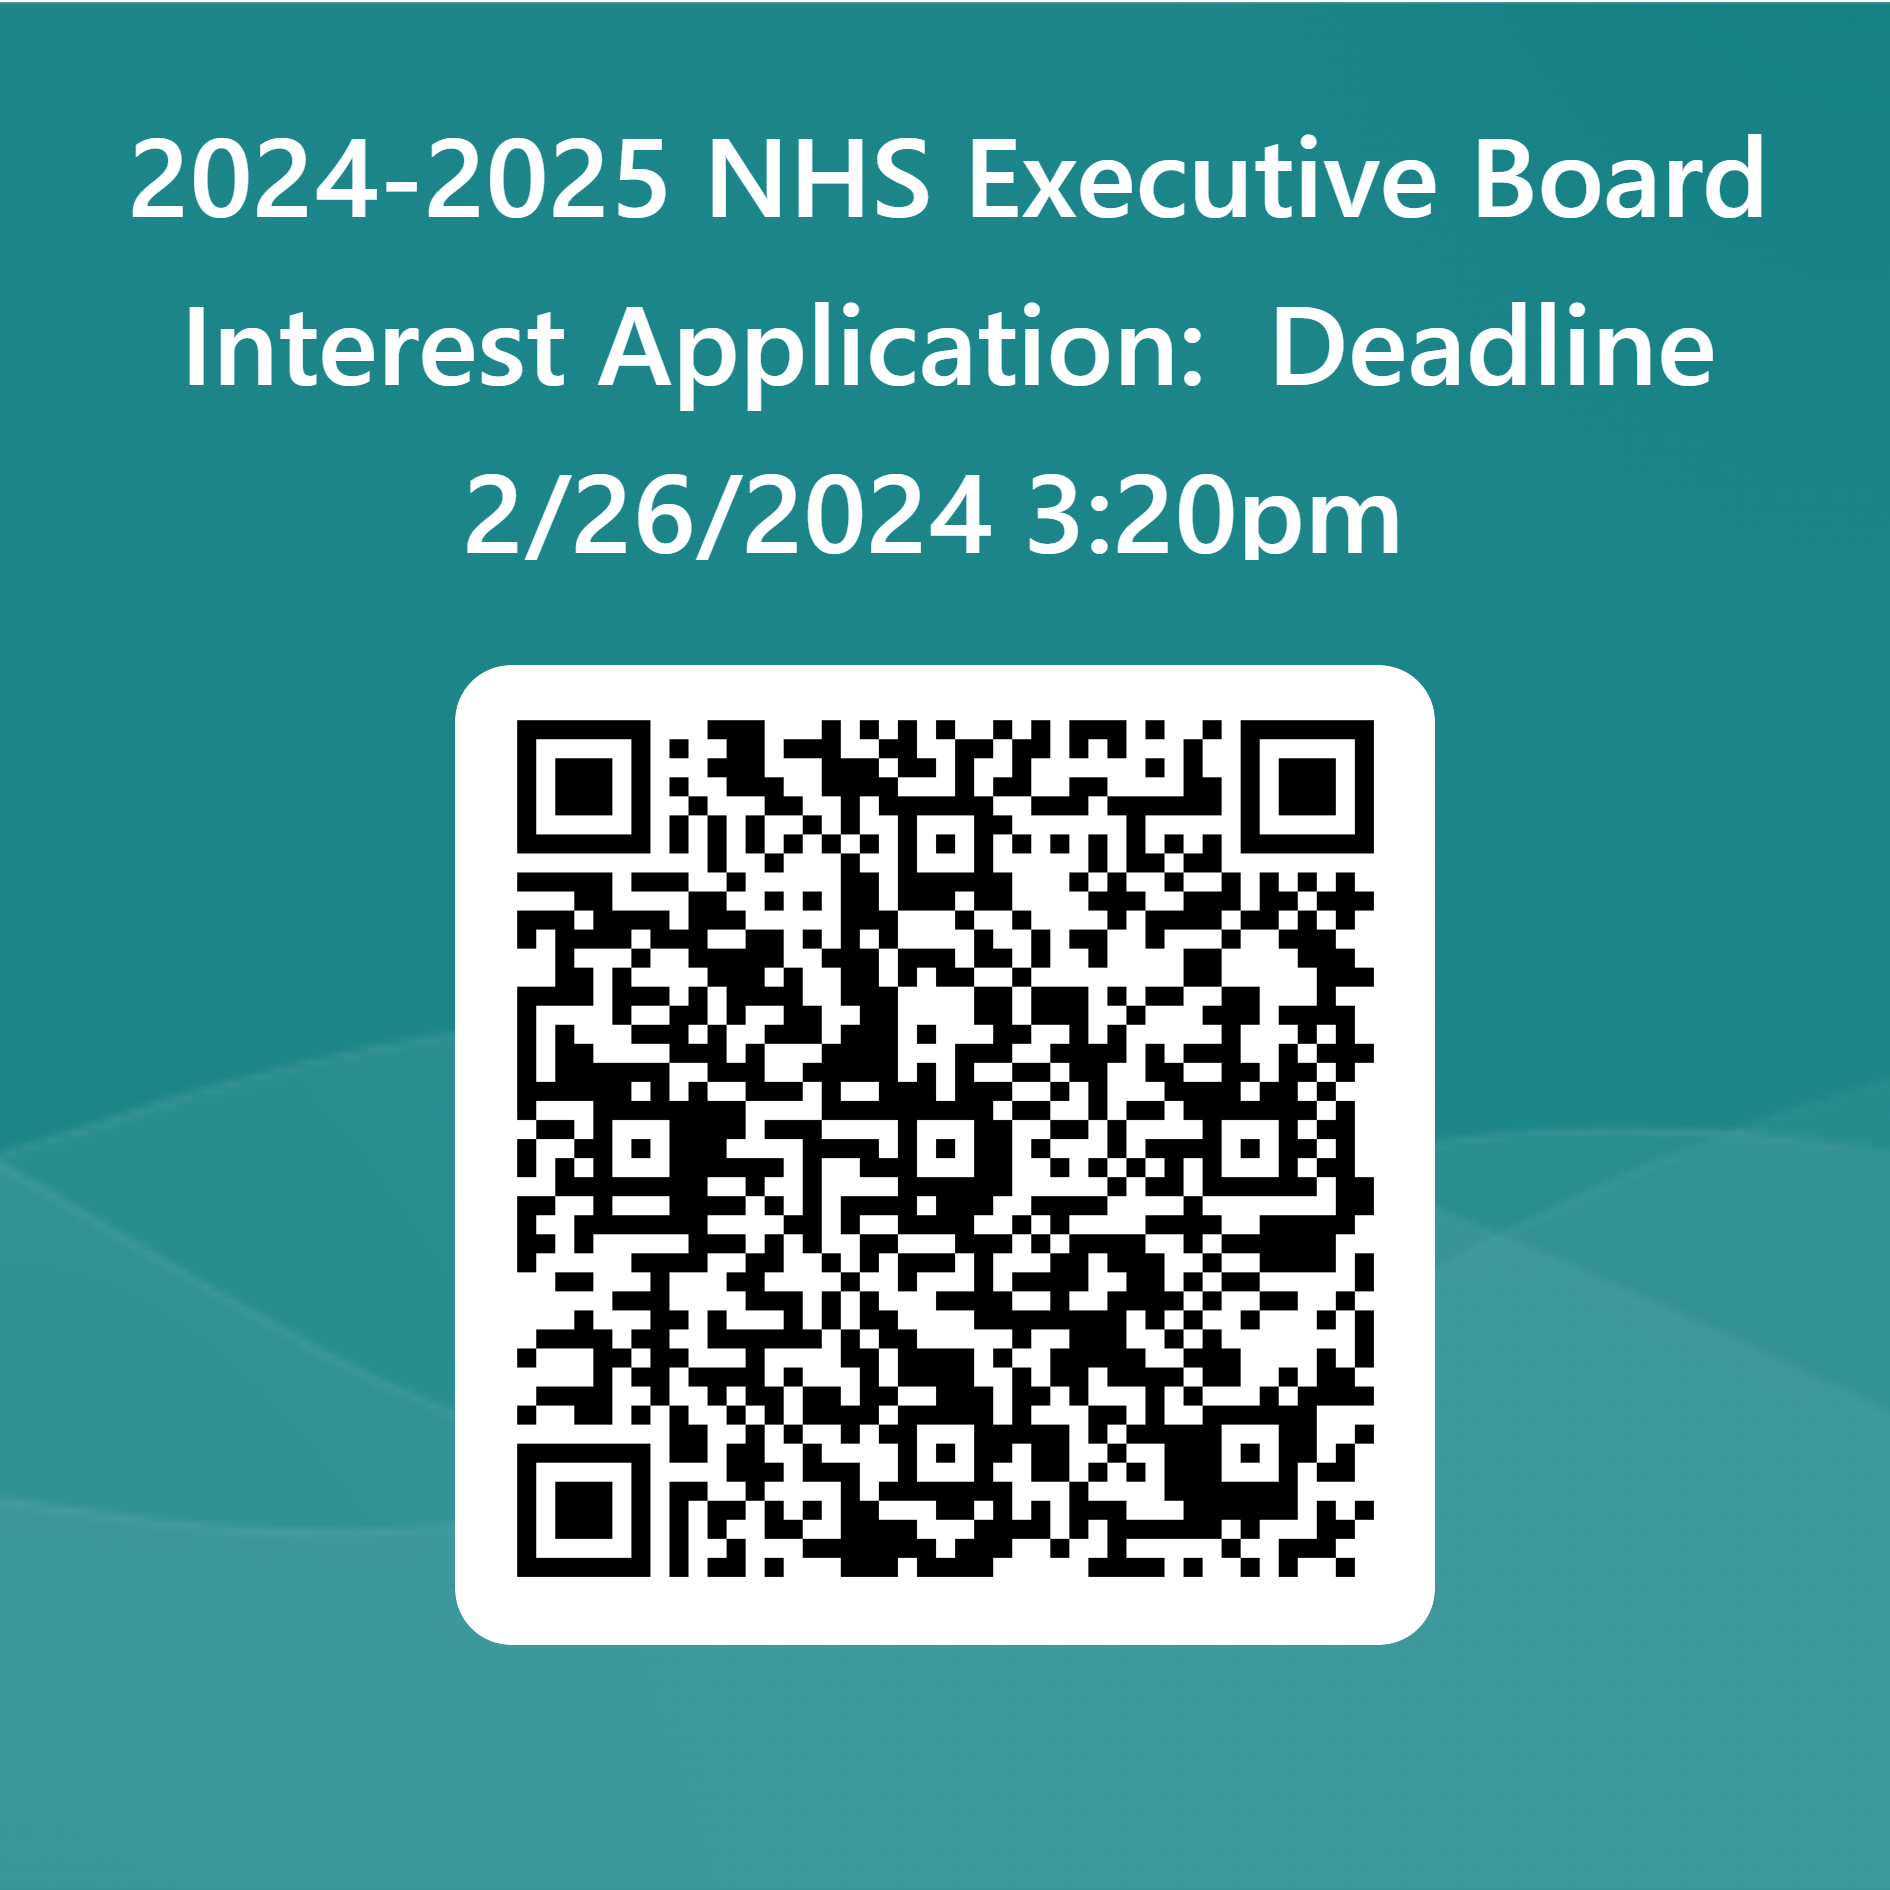 2024-2025 NHS Executive Board
Interest Application:  Deadline
2/26/2024 3:20pm